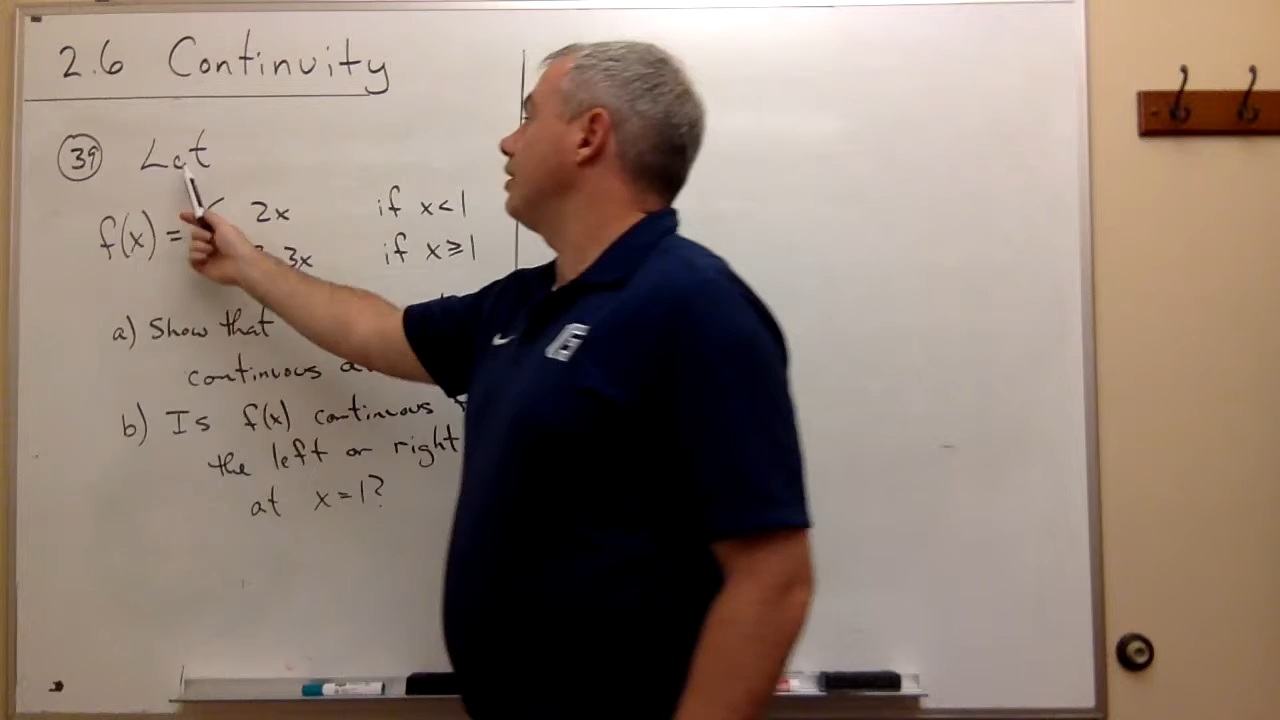 2.6 Continuity
39 Let
f(x) = { 2x if x<1
3x if x≥1
a) Show that
continuous
b) Is f(x) continuous
the left or right
at x=1?